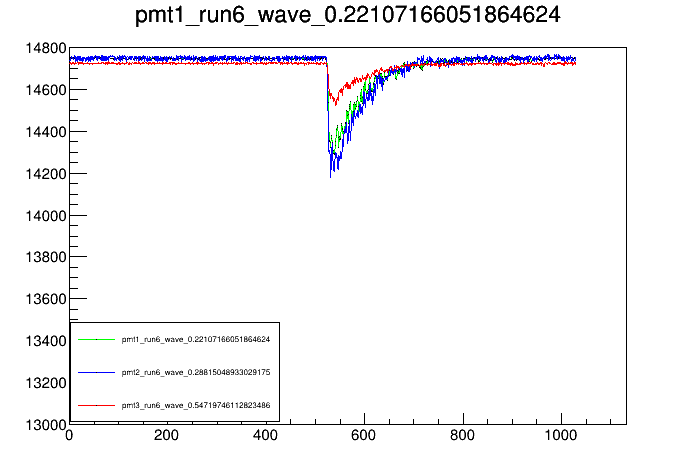 pmt1_run6_wave_0.22107166051864624
14800
14600
14400
14200
14000
13800
13600
13400
13200
13000
pmt1_run6_wave_0.22107166051864624
pmt2_run6_wave_0.28815048933029175
pmt3_run6_wave_0.54719746112823486
0 200 400 600 800 1000